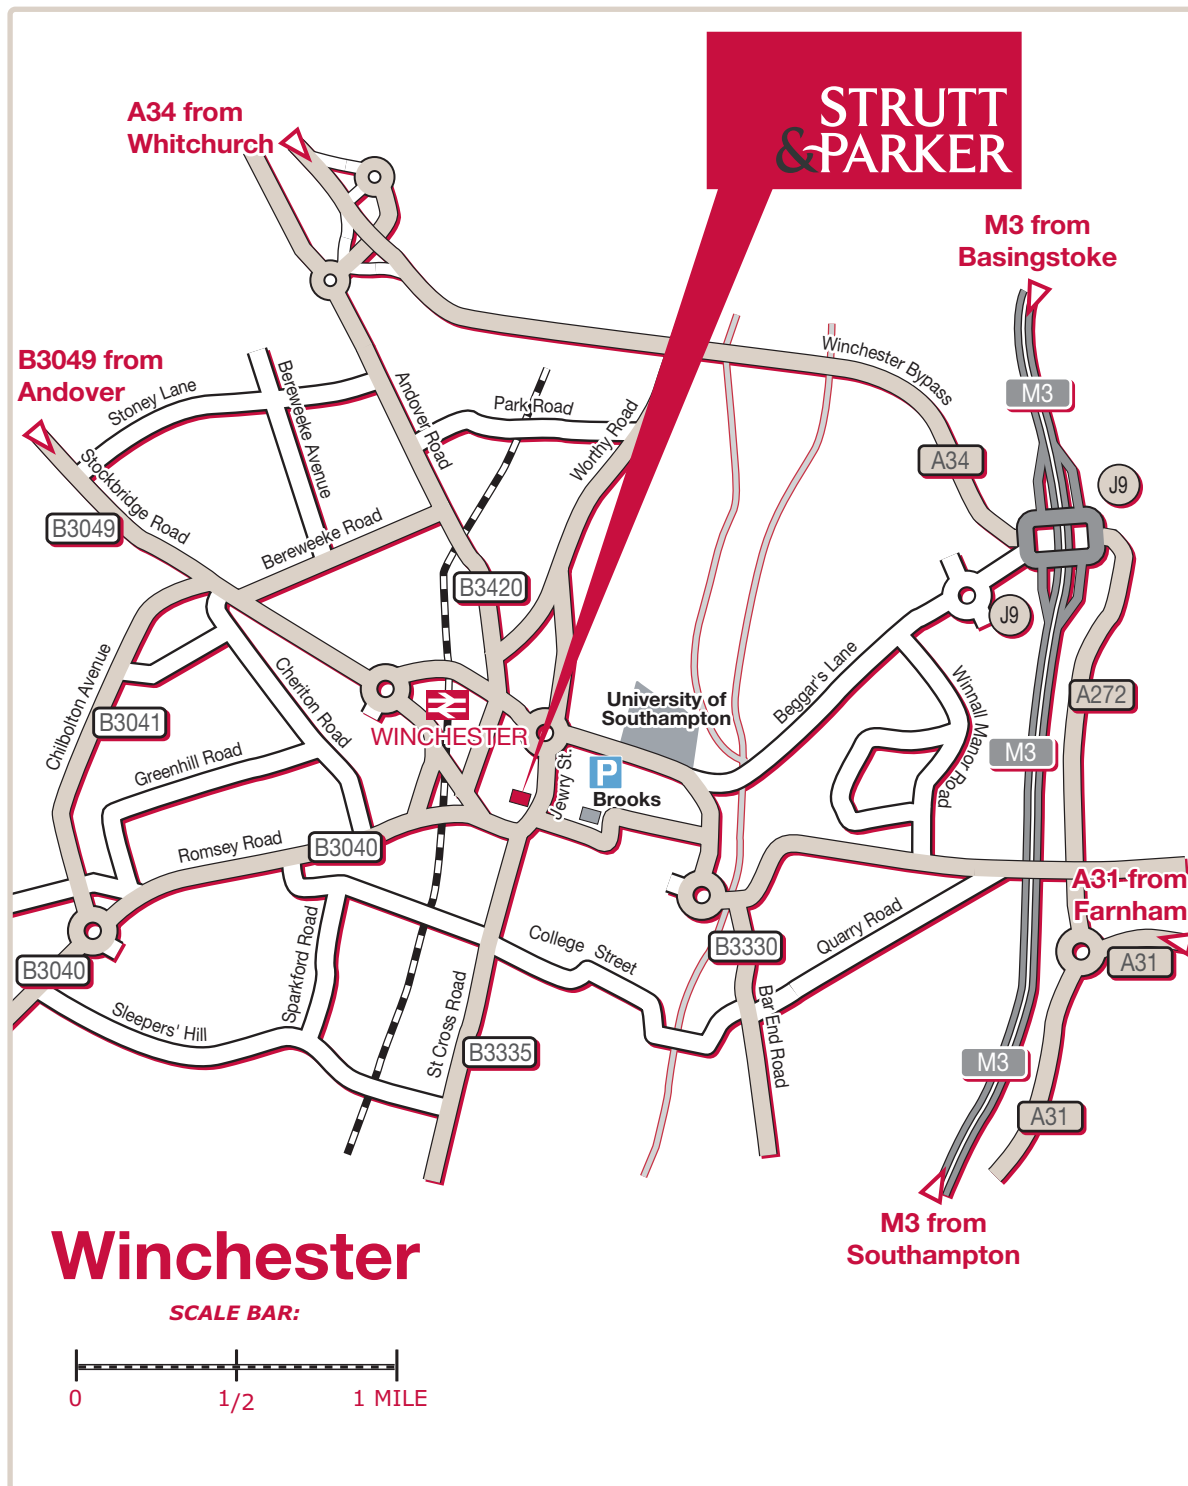 STRUTT
&PARKER
A34 from
Whitchurch
M3 from
Basingstoke
B3049 from
Andover
Winchester Bypass
Stoney Lane
Bereweeke Avenue
Andover Road
Park Road
Worthy Road
M3
A34
J9
Stockbridge Road
B3049
Bereweeke Road
B3420
J9
Chilbolton Avenue
B3041
Cheriton Road
WINCHESTER
University of
Southampton
Beggar's Lane
Winnall Manor Road
A272
M3
Greenhill Road
Jewry St.
P
Brooks
Romsey Road
B3040
A31 from
Farnham
B3040
Sparkford Road
College Street
B3330
Quarry Road
A31
Sleepers' Hill
St Cross Road
B3335
Bar End Road
M3
A31
M3 from
Southampton
Winchester
SCALE BAR:
0 1/2 1 MILE